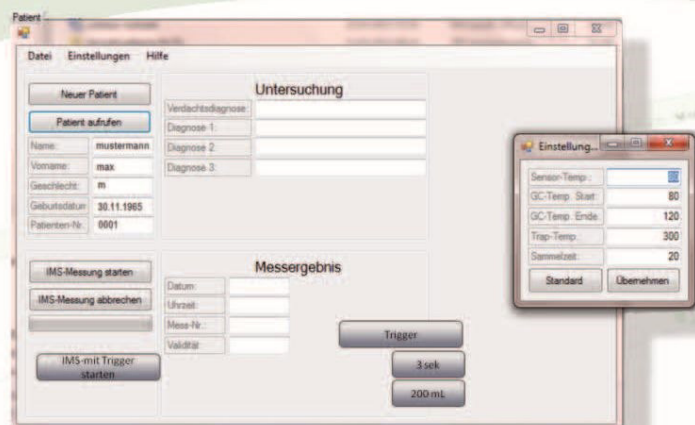 Patient
Datei Einstellungen Hilfe
Neuer Patient
Patient aufrufen
Name: mustermann
Vorname: max
Geschlecht: m
Geburtsdatum 30.11.1965
Patienten-Nr. 0001
Untersuchung
Verdachtsdiagnose:
Diagnose 1:
Diagnose 2
Diagnose 3:
IMS-Messung starten
IMS-Messung abbrechen
IMS-mit Trigger
starten
Messergebnis
Datum:
Uhrzeit:
Mess-Nr.:
Validität:
Trigger
3 sek
200 mL
Einstellung...
Sensor-Temp.:
GC-Temp. Start: 80
GC-Temp. Ende: 120
Trap-Temp.: 300
Sammelzeit: 20
Standard Übernehmen